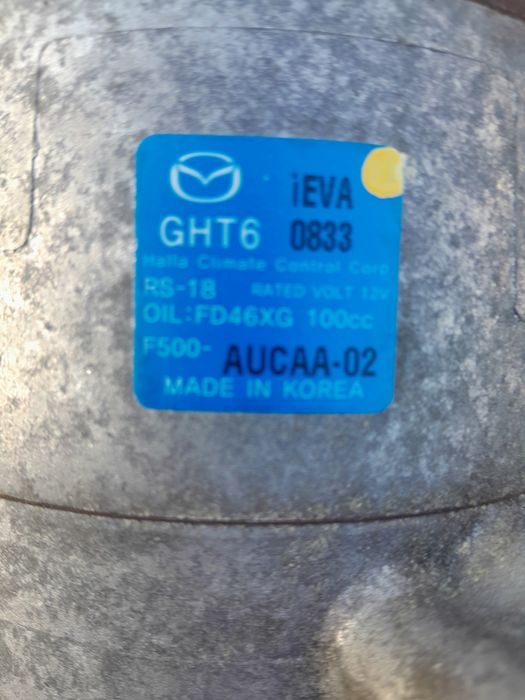 iEVA
GHT6 0833
Halla Climate Control Corp
RS-18 RATED VOLT 12V
OIL:FD46XG 100cc
F500-AUCAA-02
MADE IN KOREA